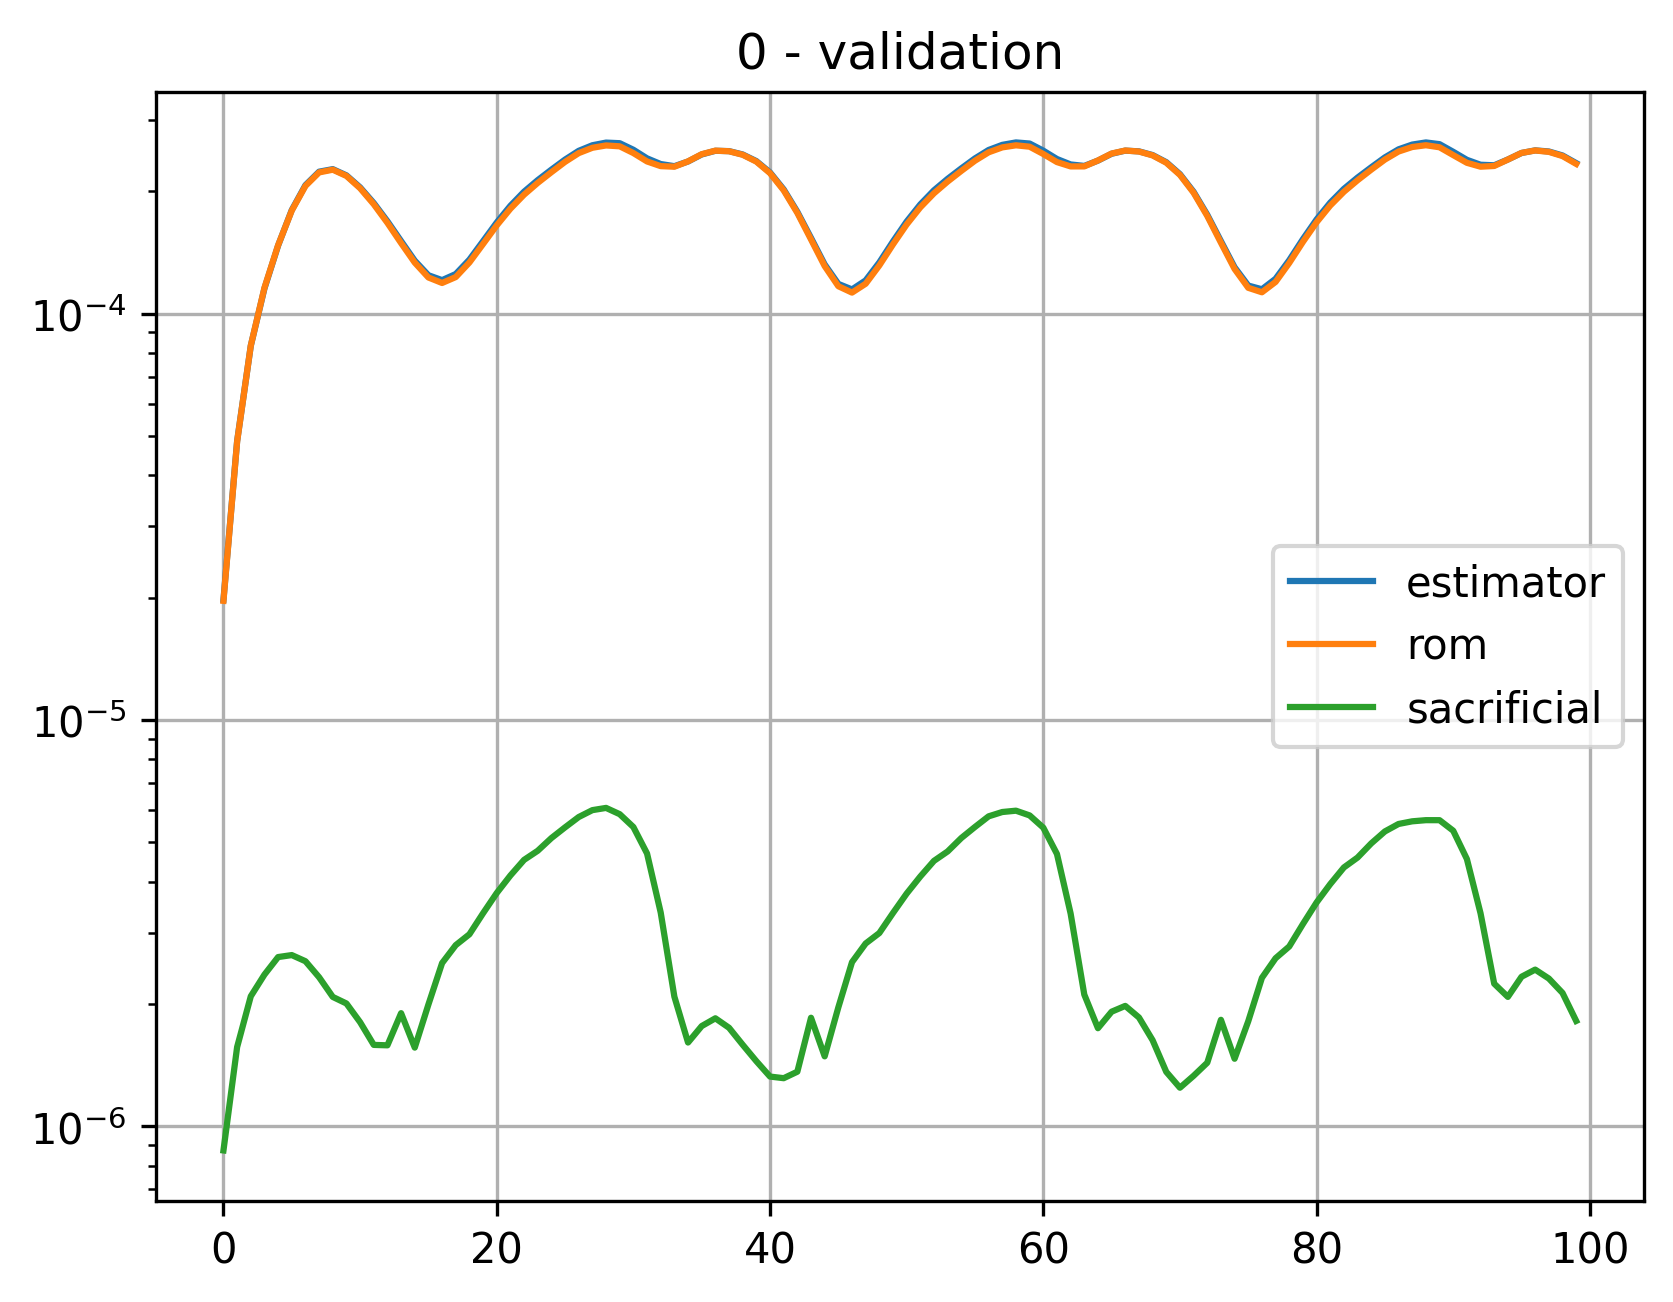 0 - validation
10⁻⁴
10⁻⁵
10⁻⁶
estimator
rom
sacrificial
0 20 40 60 80 100